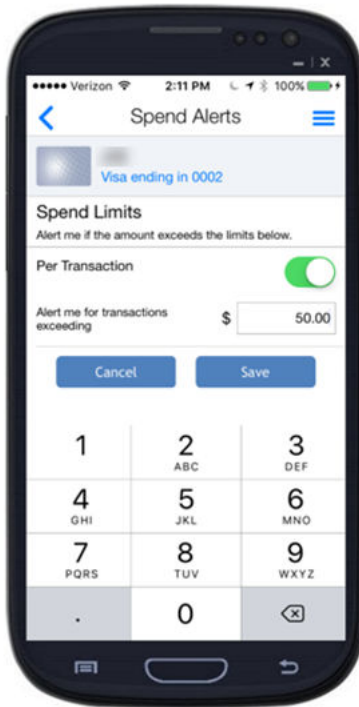 Verizon 2:11 PM 100%
Spend Alerts
Visa ending in 0002
Spend Limits
Alert me if the amount exceeds the limits below.
Per Transaction
Alert me for transactions
exceeding
$ 50.00
Cancel Save
1 2 3
ABC DEF
4 5 6
GHI JKL MNO
7 8 9
PQRS TUV WXYZ
. 0